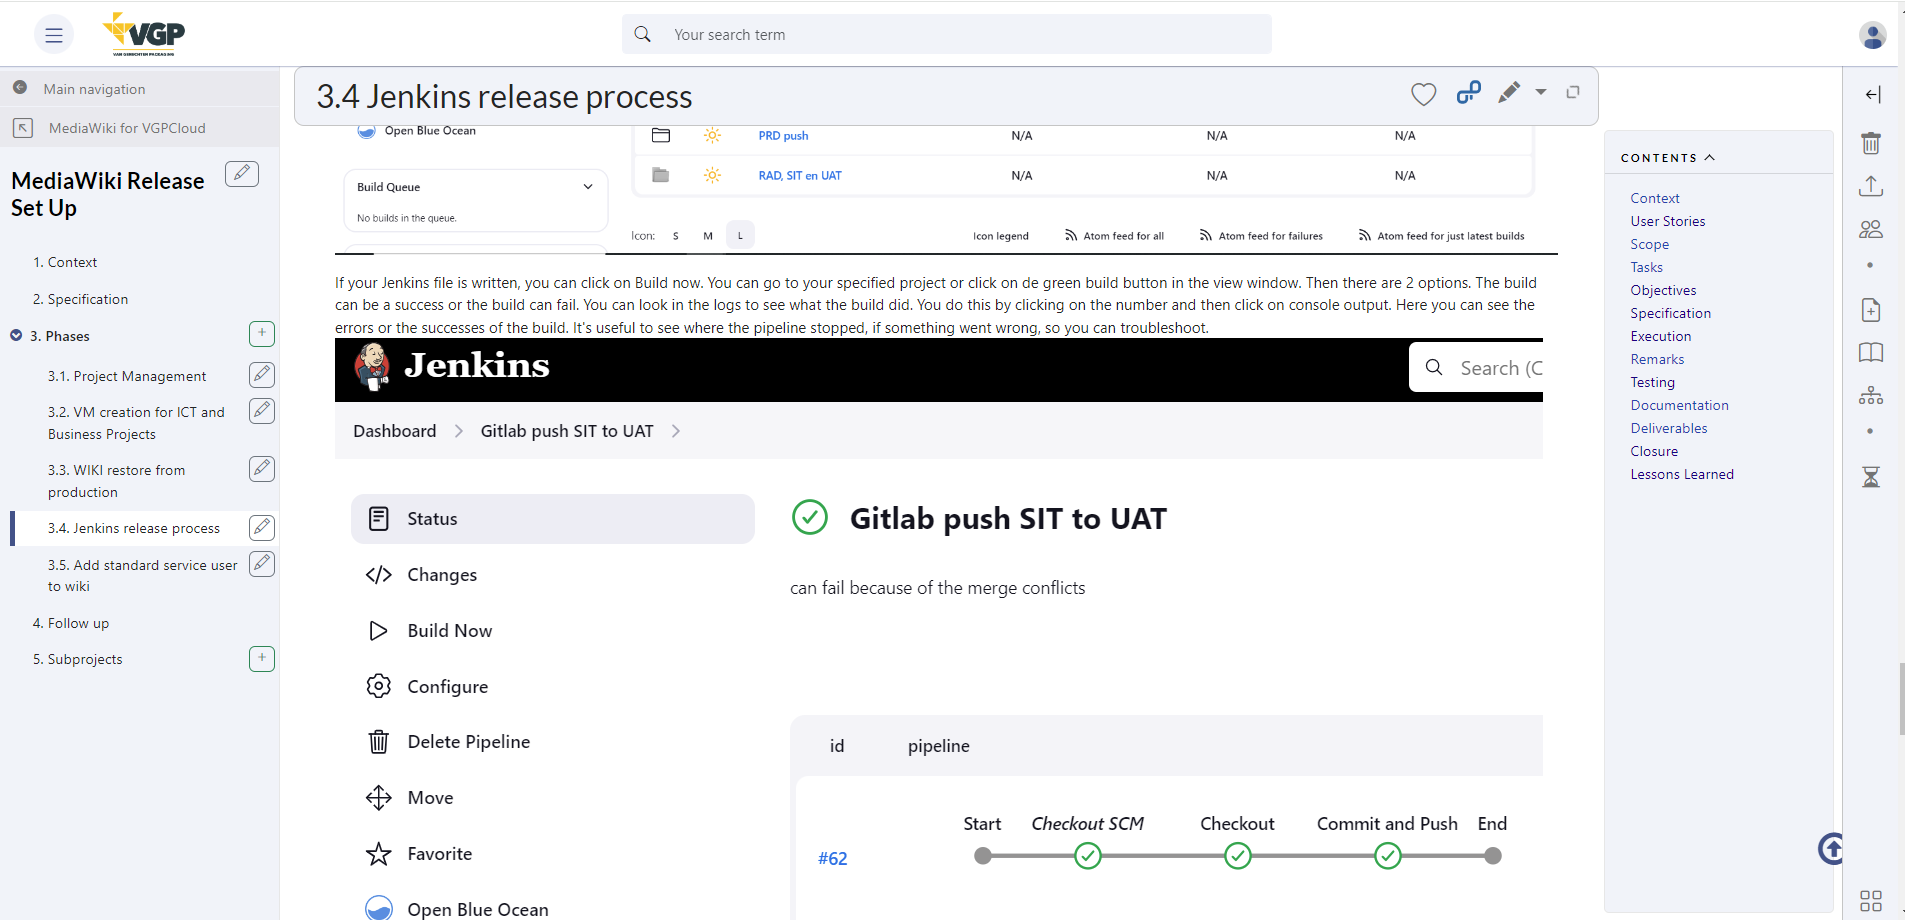 VGP
VAN GENECHTEN PACKAGING
Your search term
Main navigation
MediaWiki for VGPCloud
MediaWiki Release
Set Up
1. Context
2. Specification
3. Phases
3.1. Project Management
3.2. VM creation for ICT and
Business Projects
3.3. WIKI restore from
production
3.4. Jenkins release process
3.5. Add standard service user
to wiki
4. Follow up
5. Subprojects
3.4 Jenkins release process
Open Blue Ocean
PRD push N/A N/A N/A
RAD, SIT en UAT N/A N/A N/A
Build Queue
No builds in the queue.
Icon: S M L
Icon legend Atom feed for all Atom feed for failures Atom feed for just latest builds
If your Jenkins file is written, you can click on Build now. You can go to your specified project or click on de green build button in the view window. Then there are 2 options. The build
can be a success or the build can fail. You can look in the logs to see what the build did. You do this by clicking on the number and then click on console output. Here you can see the
errors or the successes of the build. It's useful to see where the pipeline stopped, if something went wrong, so you can troubleshoot.
Jenkins
Search (C
Dashboard > Gitlab push SIT to UAT >
Status
Changes
Build Now
Configure
Delete Pipeline
Move
Favorite
Open Blue Ocean
Gitlab push SIT to UAT
can fail because of the merge conflicts
id pipeline
Start Checkout SCM Checkout Commit and Push End
#62
CONTENTS
Context
User Stories
Scope
Tasks
Objectives
Specification
Execution
Remarks
Testing
Documentation
Deliverables
Closure
Lessons Learned